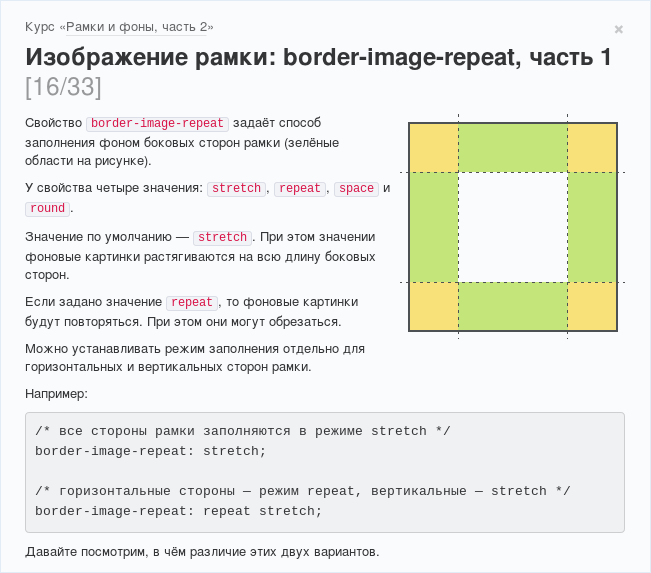 Курс «Рамки и фоны, часть 2»
×
Изображение рамки: border-image-repeat, часть 1
[16/33]
Свойство border-image-repeat задаёт способ
заполнения фоном боковых сторон рамки (зелёные
области на рисунке).
У свойства четыре значения: stretch, repeat, space и
round.
Значение по умолчанию — stretch. При этом значении
фоновые картинки растягиваются на всю длину боковых
сторон.
Если задано значение repeat, то фоновые картинки
будут повторяться. При этом они могут обрезаться.
Можно устанавливать режим заполнения отдельно для
горизонтальных и вертикальных сторон рамки.
Например:
/* все стороны рамки заполняются в режиме stretch */
border-image-repeat: stretch;
/* горизонтальные стороны — режим repeat, вертикальные — stretch */
border-image-repeat: repeat stretch;
Давайте посмотрим, в чём различие этих двух вариантов.